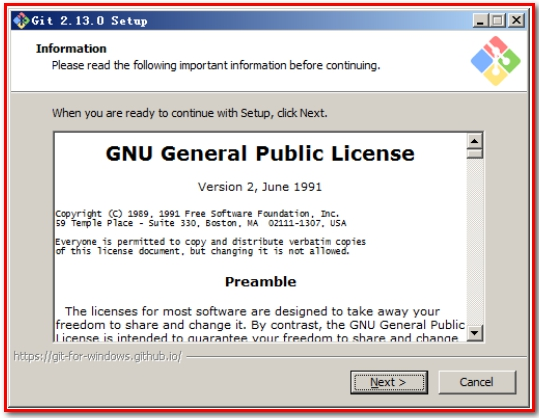 Git 2.13.0 Setup
Information
Please read the following important information before continuing.
When you are ready to continue with Setup, click Next.
GNU General Public License
Version 2, June 1991
Copyright (C) 1989, 1991 Free Software Foundation, Inc.
59 Temple Place - Suite 330, Boston, MA  02111-1307, USA
Everyone is permitted to copy and distribute verbatim copies
of this license document, but changing it is not allowed.
Preamble
The licenses for most software are designed to take away your
freedom to share and change it. By contrast, the GNU General Public
License is intended to guarantee your freedom to share and change
https://git-for-windows.github.io/
Next >
Cancel